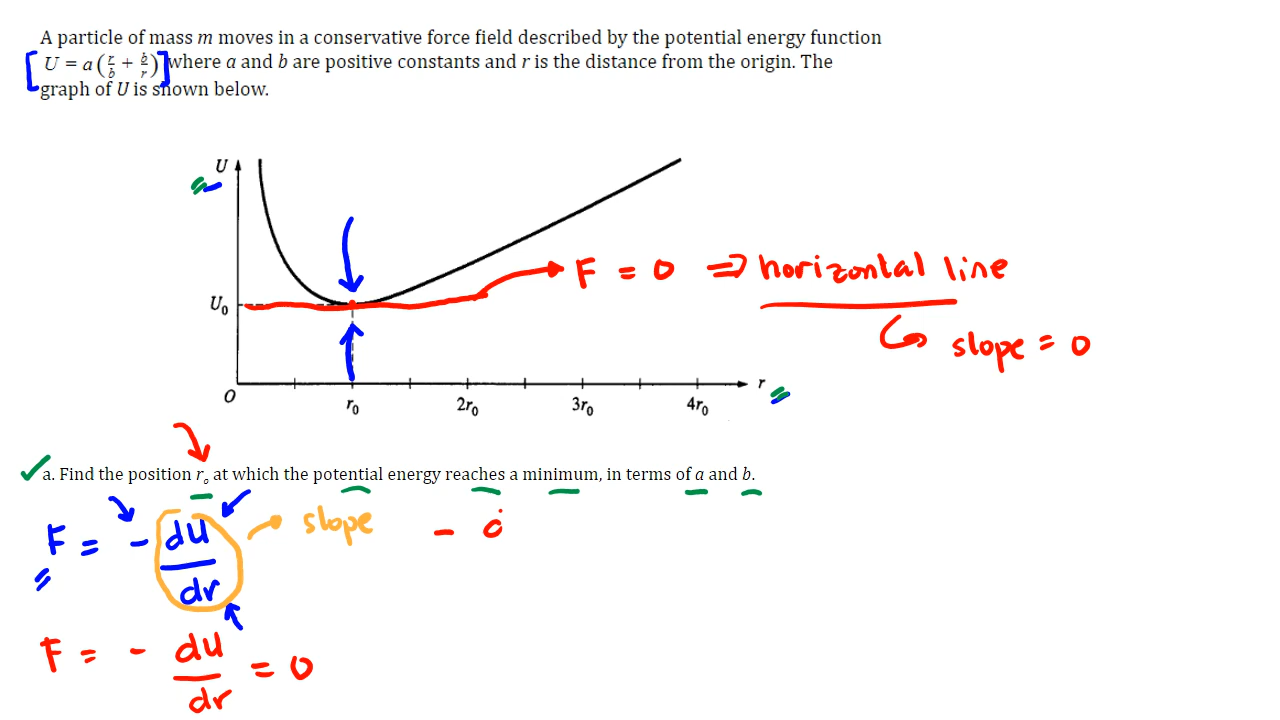 A particle of mass m moves in a conservative force field described by the potential energy function
U = a(r/b + b/r) where a and b are positive constants and r is the distance from the origin. The
graph of U is shown below.
U
U₀
F = 0 ⇒ horizontal line
slope = 0
O r₀ 2r₀ 3r₀ 4r₀ r
a. Find the position r₀ at which the potential energy reaches a minimum, in terms of a and b.
F = - du/dr → slope -
F = - du/dr = 0